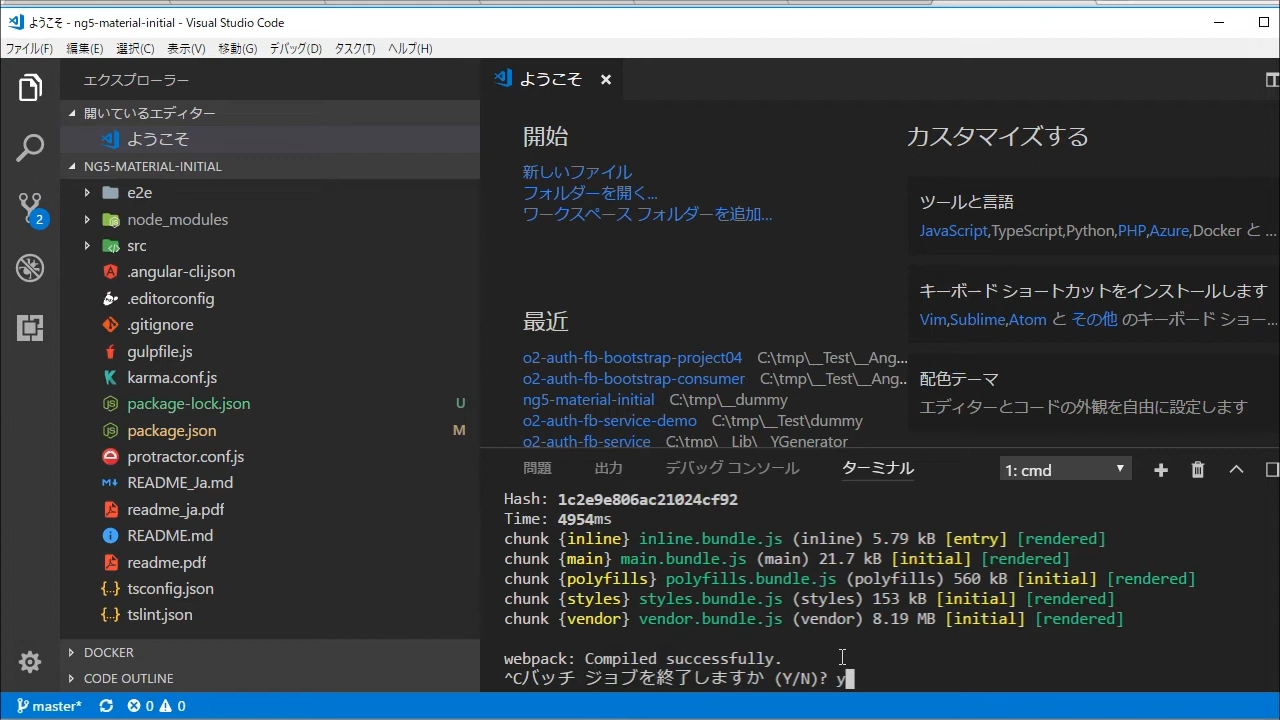 ようこそ - ng5-material-initial - Visual Studio Code
ファイル(F) 編集(E) 選択(C) 表示(V) 移動(G) デバッグ(D) タスク(T) ヘルプ(H)
エクスプローラー
開いているエディター
ようこそ
NG5-MATERIAL-INITIAL
e2e
node_modules
src
.angular-cli.json
.editorconfig
.gitignore
gulpfile.js
karma.conf.js
package-lock.json U
package.json M
protractor.conf.js
README_Ja.md
readme_ja.pdf
README.md
readme.pdf
tsconfig.json
tslint.json
DOCKER
CODE OUTLINE
2
ようこそ
開始
新しいファイル
フォルダーを開く...
ワークスペース フォルダーを追加...
最近
o2-auth-fb-bootstrap-project04 C:\tmp\__Test\__Ang...
o2-auth-fb-bootstrap-consumer C:\tmp\__Test\__Ang...
ng5-material-initial C:\tmp\__dummy
o2-auth-fb-service-demo C:\tmp\__Test\dummy
o2-auth-fb-service C:\tmp\_Lib\_YGenerator
カスタマイズする
ツールと言語
JavaScript,TypeScript,Python,PHP,Azure,Docker と ...
キーボード ショートカットをインストールします
Vim,Sublime,Atom と その他 のキーボード ショー...
配色テーマ
エディターとコードの外観を自由に設定します
問題 出力 デバッグ コンソール ターミナル 1: cmd
Hash: 1c2e9e806ac21024cf92
Time: 4954ms
chunk {inline} inline.bundle.js (inline) 5.79 kB [entry] [rendered]
chunk {main} main.bundle.js (main) 21.7 kB [initial] [rendered]
chunk {polyfills} polyfills.bundle.js (polyfills) 560 kB [initial] [rendered]
chunk {styles} styles.bundle.js (styles) 153 kB [initial] [rendered]
chunk {vendor} vendor.bundle.js (vendor) 8.19 MB [initial] [rendered]
webpack: Compiled successfully.
^Cバッチ ジョブを終了しますか (Y/N)? y
master* 0 0